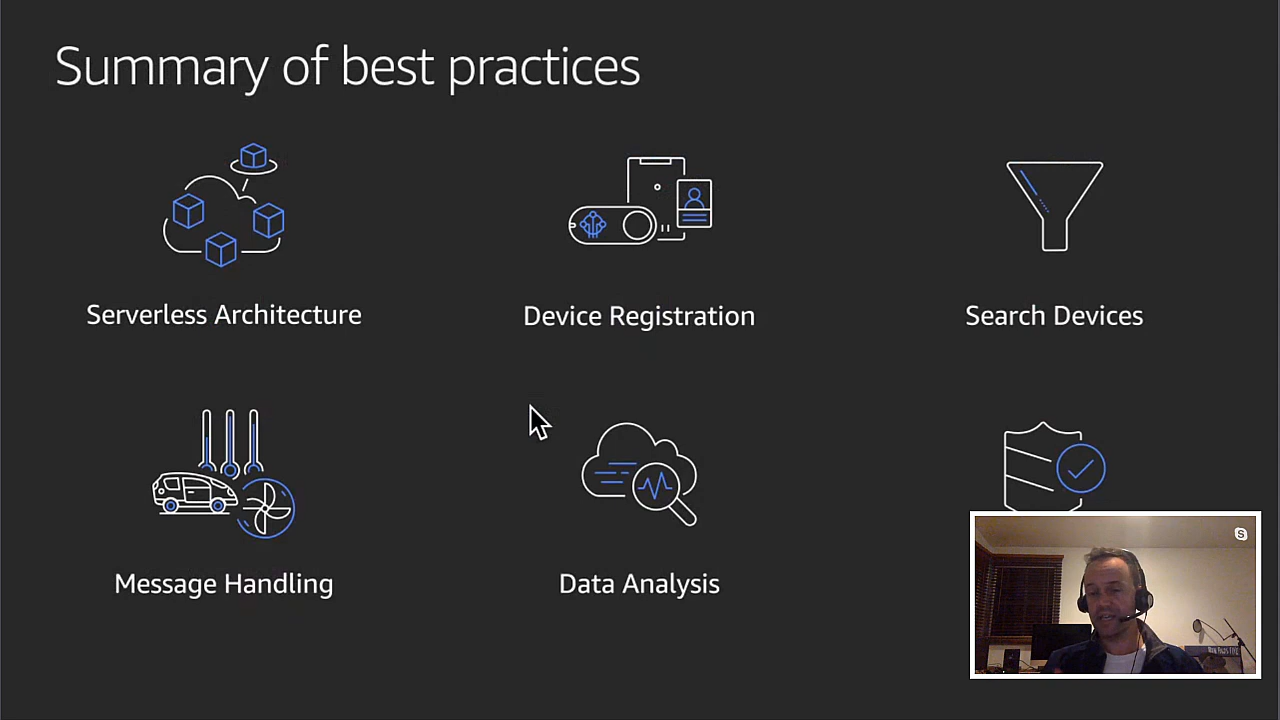 Summary of best practices
Serverless Architecture
Device Registration
Search Devices
Message Handling
Data Analysis